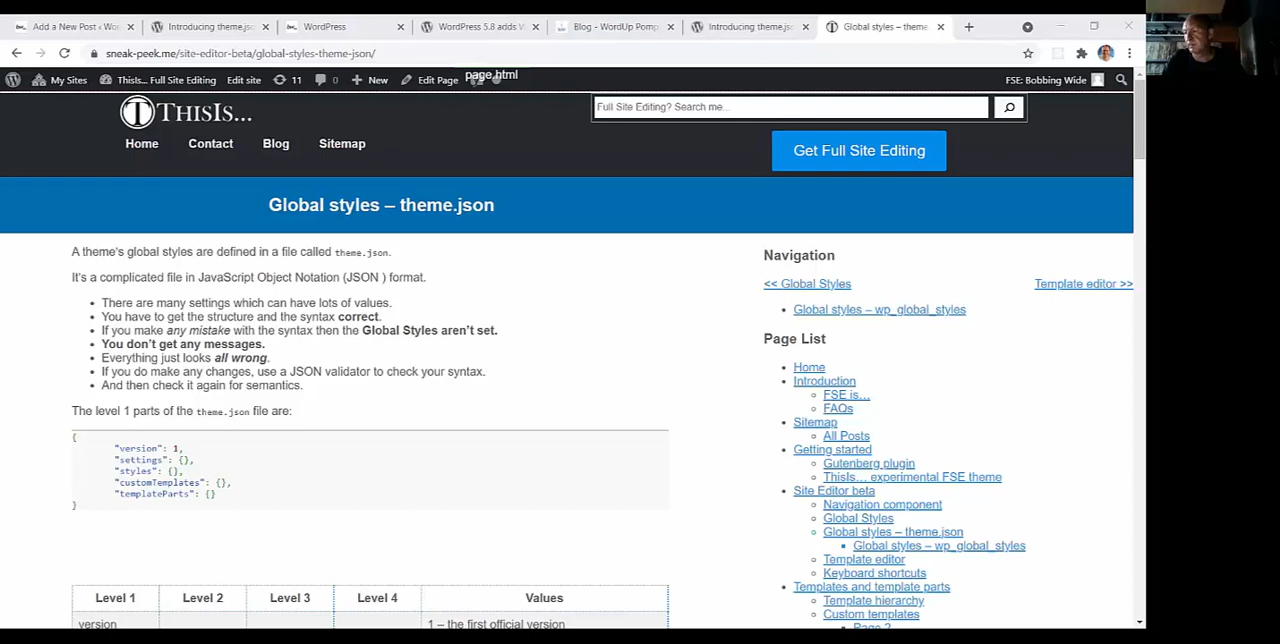 Add a New Post ‹ Wor
Introducing theme.json
WordPress
WordPress 5.8 adds W
Blog - WordUp Pomp
Introducing theme.json
Global styles – theme.
sneak-peek.me/site-editor-beta/global-styles-theme-json/
My Sites
ThisIs... Full Site Editing
Edit site
11
0
New
Edit Page
page.html
FSE: Bobbing Wide
THISIS...
Full Site Editing? Search me...
Home
Contact
Blog
Sitemap
Get Full Site Editing
Global styles – theme.json
A theme's global styles are defined in a file called theme.json.
It's a complicated file in JavaScript Object Notation (JSON ) format.
• There are many settings which can have lots of values.
• You have to get the structure and the syntax correct.
• If you make any mistake with the syntax then the Global Styles aren't set.
• You don't get any messages.
• Everything just looks all wrong.
• If you do make any changes, use a JSON validator to check your syntax.
• And then check it again for semantics.
The level 1 parts of the theme.json file are:
{
"version": 1,
"settings": {},
"styles": {},
"customTemplates": {},
"templateParts": {}
}
Level 1 Level 2 Level 3 Level 4 Values
version 1 – the first official version
Navigation
<< Global Styles
Template editor >>
• Global styles – wp_global_styles
Page List
• Home
• Introduction
○ FSE is...
○ FAQs
• Sitemap
○ All Posts
• Getting started
○ Gutenberg plugin
○ ThisIs... experimental FSE theme
• Site Editor beta
○ Navigation component
○ Global Styles
○ Global styles – theme.json
▪ Global styles – wp_global_styles
○ Template editor
○ Keyboard shortcuts
• Templates and template parts
○ Template hierarchy
○ Custom templates